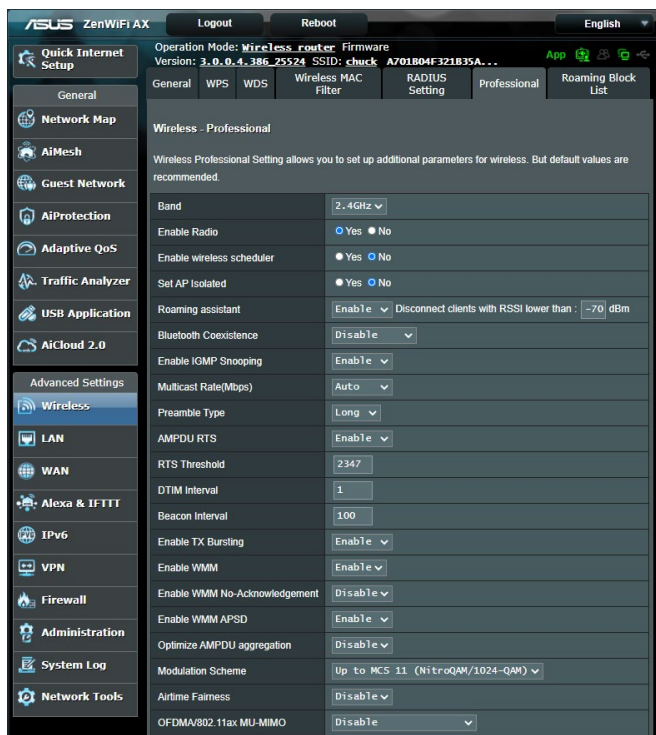 ASUS ZenWiFi AX Logout Reboot English
Quick Internet Setup
Operation Mode: Wireless router Firmware
Version: 3.0.0.4.386_25524 SSID: chuck A701B04F321B35A...
App
General WPS WDS Wireless MAC Filter RADIUS Setting Professional Roaming Block List
General
Network Map
AiMesh
Guest Network
AiProtection
Adaptive QoS
Traffic Analyzer
USB Application
AiCloud 2.0
Advanced Settings
Wireless
LAN
WAN
Alexa & IFTTT
IPv6
VPN
Firewall
Administration
System Log
Network Tools
Wireless - Professional
Wireless Professional Setting allows you to set up additional parameters for wireless. But default values are
recommended.
Band 2.4GHz
Enable Radio Yes No
Enable wireless scheduler Yes No
Set AP Isolated Yes No
Roaming assistant Enable Disconnect clients with RSSI lower than : -70 dBm
Bluetooth Coexistence Disable
Enable IGMP Snooping Enable
Multicast Rate(Mbps) Auto
Preamble Type Long
AMPDU RTS Enable
RTS Threshold 2347
DTIM Interval 1
Beacon Interval 100
Enable TX Bursting Enable
Enable WMM Enable
Enable WMM No-Acknowledgement Disable
Enable WMM APSD Enable
Optimize AMPDU aggregation Disable
Modulation Scheme Up to MCS 11 (NitroQAM/1024-QAM)
Airtime Fairness Disable
OFDMA/802.11ax MU-MIMO Disable